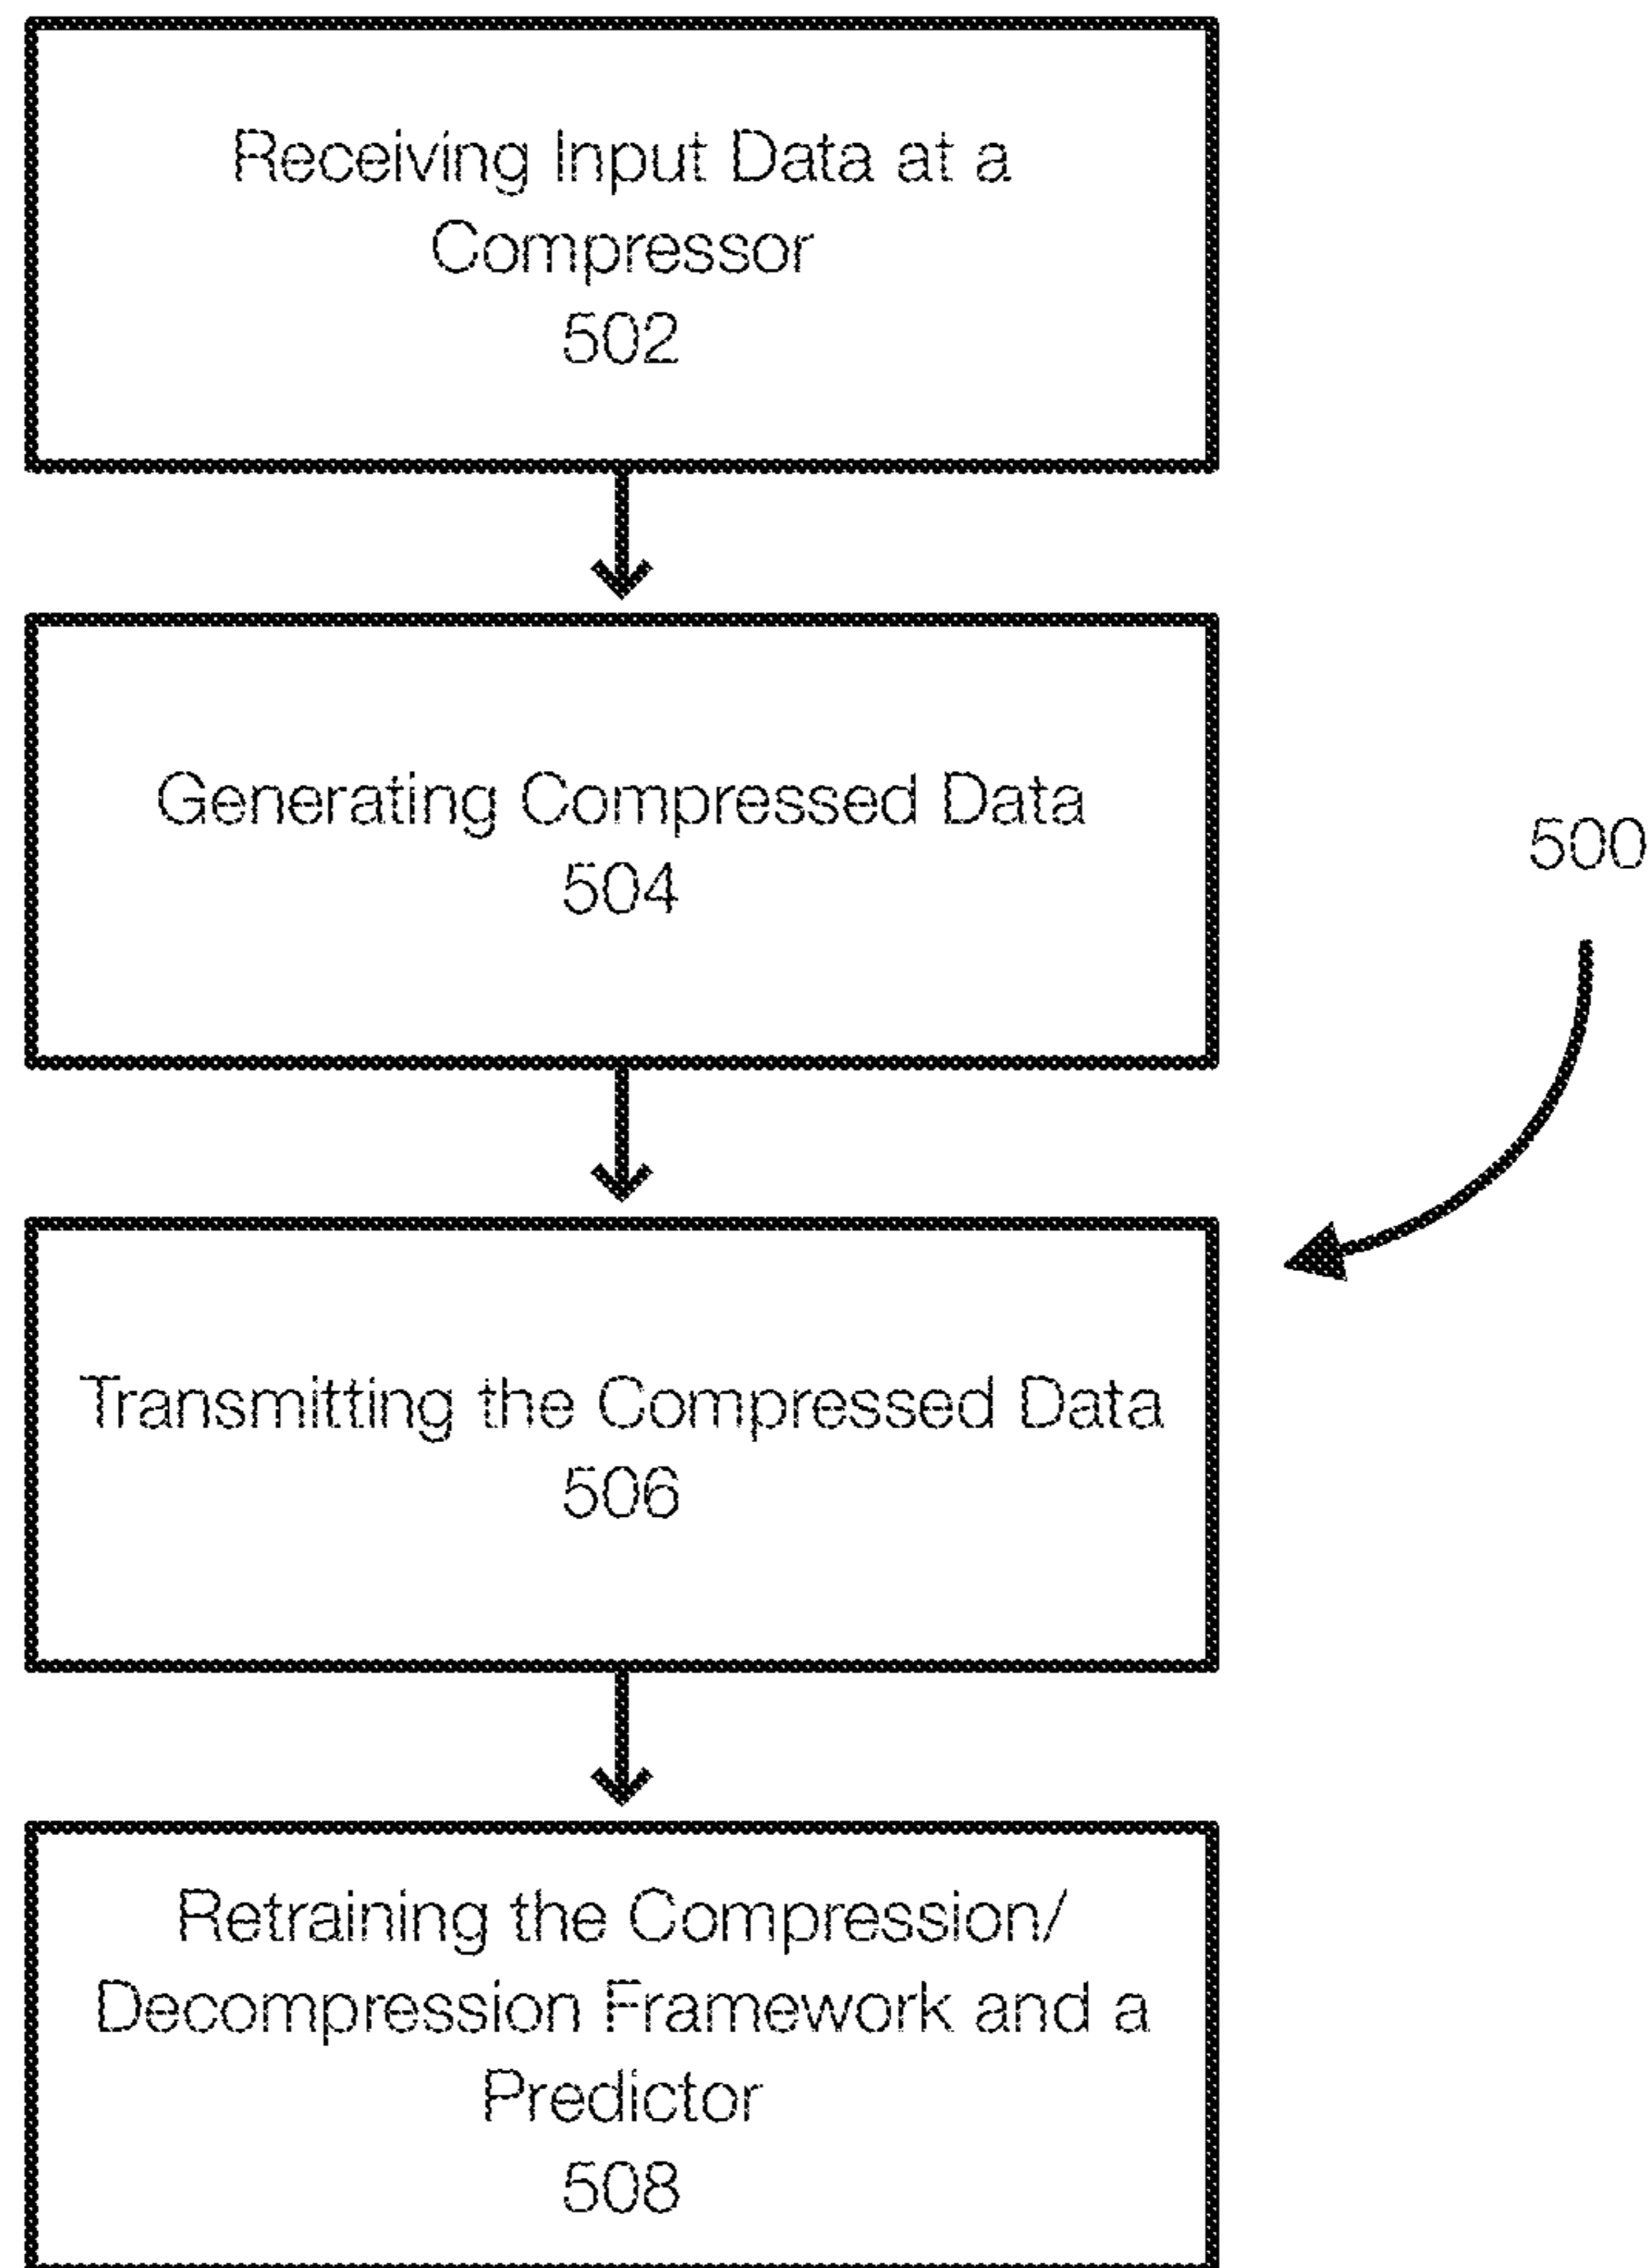 Receiving Input Data at a
Compressor
502
Generating Compressed Data
504
500
Transmitting the Compressed Data
506
Retraining the Compression/
Decompression Framework and a
Predictor
508